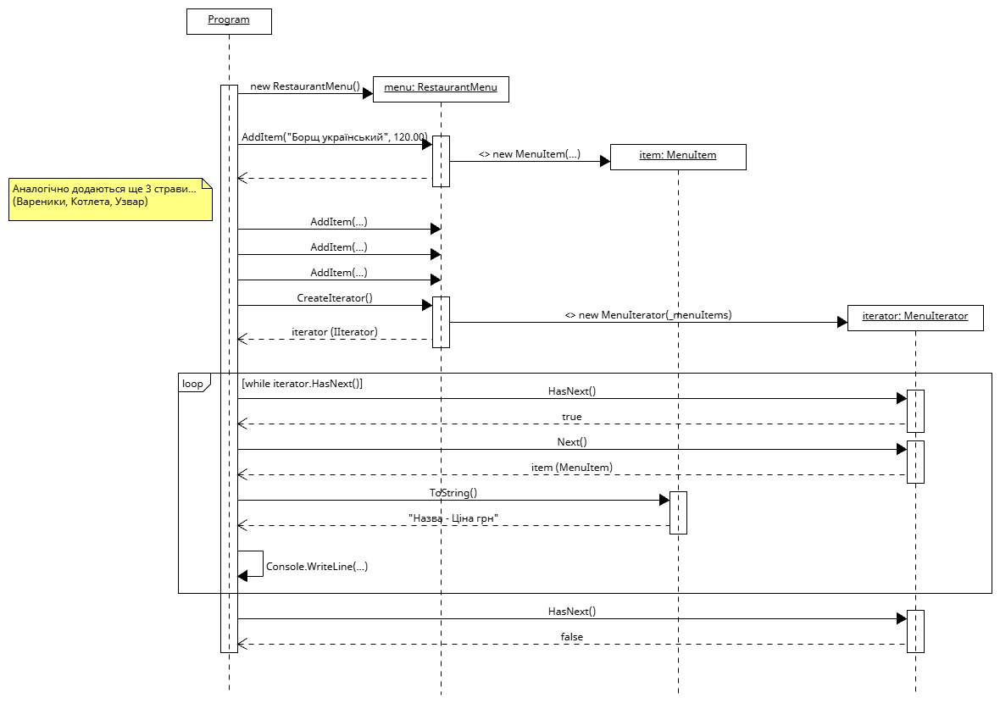 Program
new RestaurantMenu()
menu: RestaurantMenu
AddItem("Борщ український", 120.00)
<> new MenuItem(...)
item: MenuItem
Аналогічно додаються ще 3 страви...
(Вареники, Котлета, Узвар)
AddItem(...)
AddItem(...)
AddItem(...)
CreateIterator()
<> new MenuIterator(_menuItems)
iterator: MenuIterator
iterator (IIterator)
loop
[while iterator.HasNext()]
HasNext()
true
Next()
item (MenuItem)
ToString()
"Назва - Ціна грн"
Console.WriteLine(...)
HasNext()
false